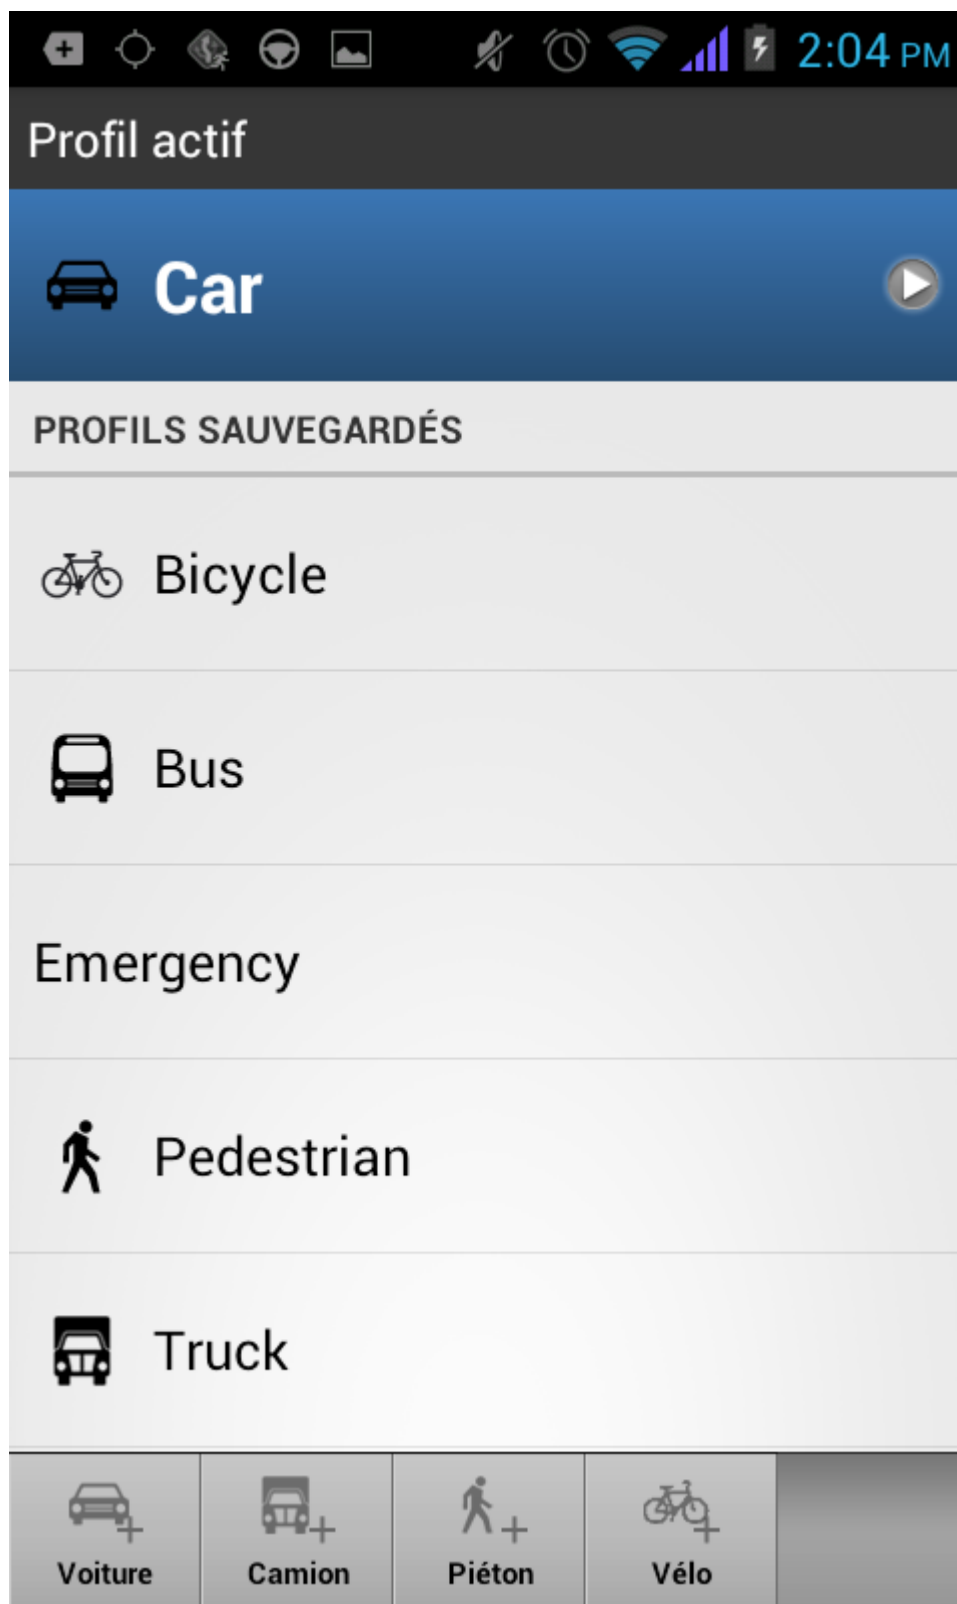 2:04 PM
Profil actif
Car
PROFILS SAUVEGARDÉS
Bicycle
Bus
Emergency
Pedestrian
Truck
Voiture Camion Piéton Vélo